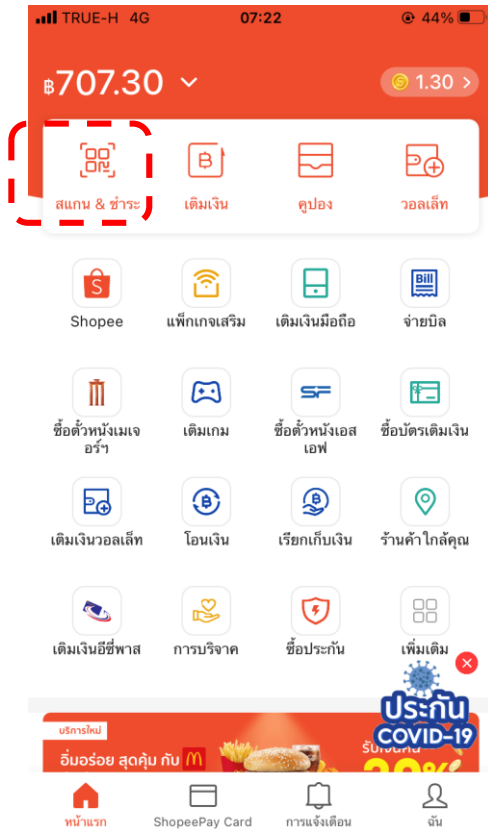 TRUE-H 4G 07:22 44%
฿707.30 1.30
สแกน & ชำระ เติมเงิน คูปอง วอลเล็ท
Bill
Shopee แพ็กเกจเสริม เติมเงินมือถือ จ่ายบิล
SF
ซื้อตั๋วหนังเมเจ ซื้อตั๋วหนังเอส ซื้อบัตรเติมเงิน
อร์ฯ เติมเกม เอฟ
เติมเงินวอลเล็ท โอนเงิน เรียกเก็บเงิน ร้านค้าใกล้คุณ
เติมเงินอีซี่พาส การบริจาค ซื้อประกัน เพิ่มเติม
ประกัน
COVID-19
บริการใหม่
อิ่มอร่อย สุดคุ้ม กับ
หน้าแรก ShopeePay Card การแจ้งเตือน ฉัน